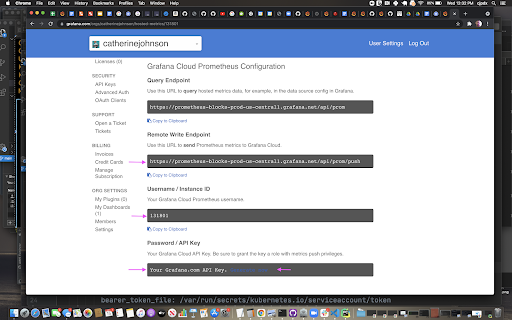 Chrome File Edit View History Bookmarks Profiles Tab Window Help
Mon 12:33 PM cjpdx
grafana.com/orgs/catherinejohnson/hosted-metrics/131801
catherinejohnson
User Settings Log Out
Licenses (0)
SECURITY
API Keys
Advanced Auth
OAuth Clients
SUPPORT
Open a Ticket
Tickets
BILLING
Invoices
Credit Cards
Manage
Subscription
ORG SETTINGS
My Plugins (0)
My Dashboards
(1)
Members
Settings
Grafana Cloud Prometheus Configuration
Query Endpoint
Use this URL to query hosted metrics data, for example, in the data source config in Grafana.
https://prometheus-blocks-prod-us-central1.grafana.net/api/prom
Copy to Clipboard
Remote Write Endpoint
Use this URL to send Prometheus metrics to Grafana Cloud.
https://prometheus-blocks-prod-us-central1.grafana.net/api/prom/push
Copy to Clipboard
Username / Instance ID
Your Grafana Cloud Prometheus username.
131801
Copy to Clipboard
Password / API Key
Your Grafana Cloud API Key. Be sure to grant the key a role with metrics push privileges.
Your Grafana.com API Key.
bearer_token_file: /var/run/secrets/kubernetes.io/serviceaccount/token